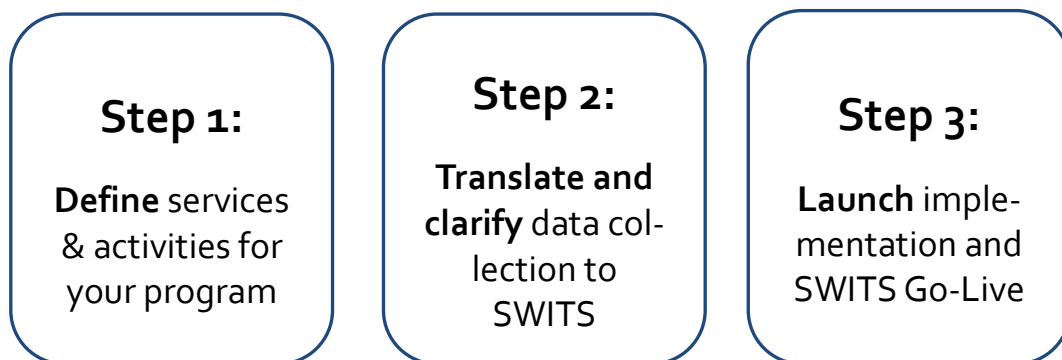 Step 1:
Define services
& activities for
your program
Step 2:
Translate and
clarify data col-
lection to
SWITS
Step 3:
Launch imple-
mentation and
SWITS Go-Live